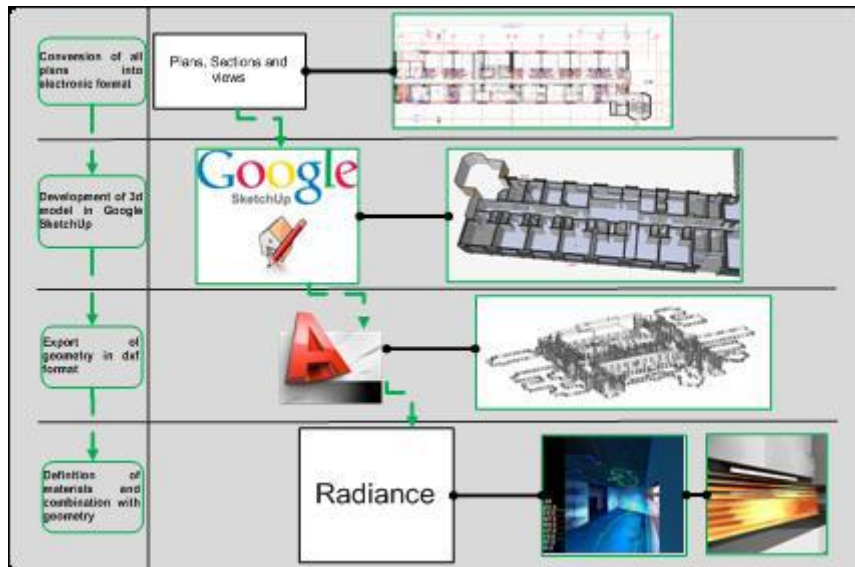 Conversion of all
plans into
electronic format
Plans, Sections and
views
Development of 3d
model in Google
SketchUp
Google
SketchUp
Export of
geometry in dxf
format
A
Definition of
materials and
combination with
geometry
Radiance